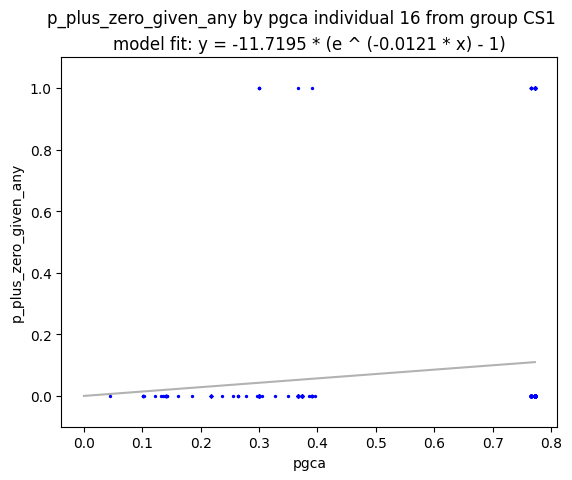 p_plus_zero_given_any by pgca individual 16 from group CS1
model fit: y = -11.7195 * (e ^ (-0.0121 * x) - 1)
1.0
0.8
0.6
0.4
0.2
0.0
p_plus_zero_given_any
0.0 0.1 0.2 0.3 0.4 0.5 0.6 0.7 0.8
pgca